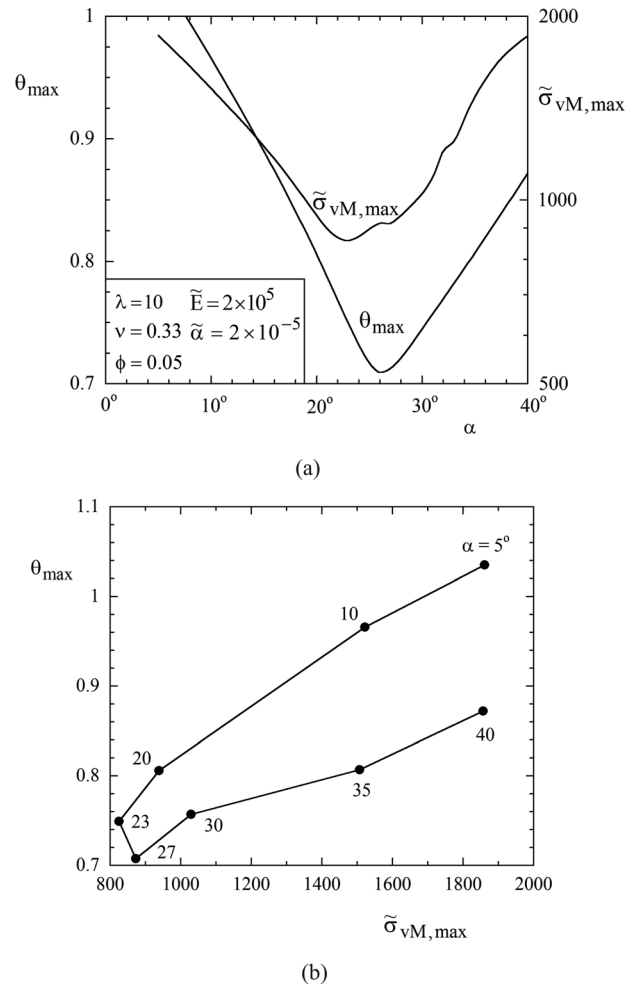 1
2000
θmax
σ̃vM,max
0.9
σ̃vM,max
1000
0.8
θmax
λ=10 Ẽ=2×10⁵
ν = 0.33 α̃ = 2×10⁻⁵
ϕ = 0.05
0.7
500
0° 10° 20° 30° 40°
α
(a)
1.1
α = 5°
θmax
1
10
0.9
40
20
0.8
35
23
30
27
0.7
800 1000 1200 1400 1600 1800 2000
σ̃vM,max
(b)